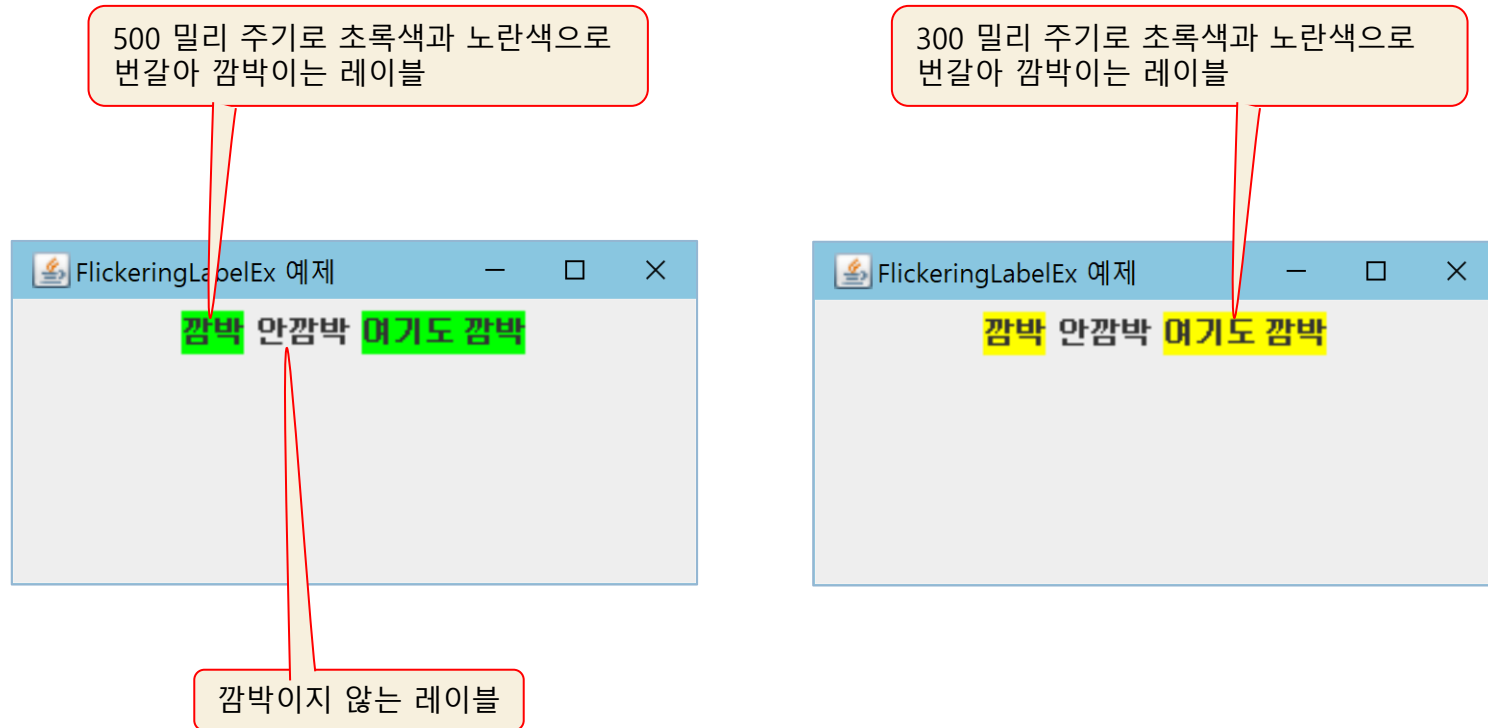 500 밀리 주기로 초록색과 노란색으로
번갈아 깜박이는 레이블
300 밀리 주기로 초록색과 노란색으로
번갈아 깜박이는 레이블
FlickeringLabelEx 예제
깜박 안깜박 여기도 깜박
FlickeringLabelEx 예제
깜박 안깜박 여기도 깜박
깜박이지 않는 레이블